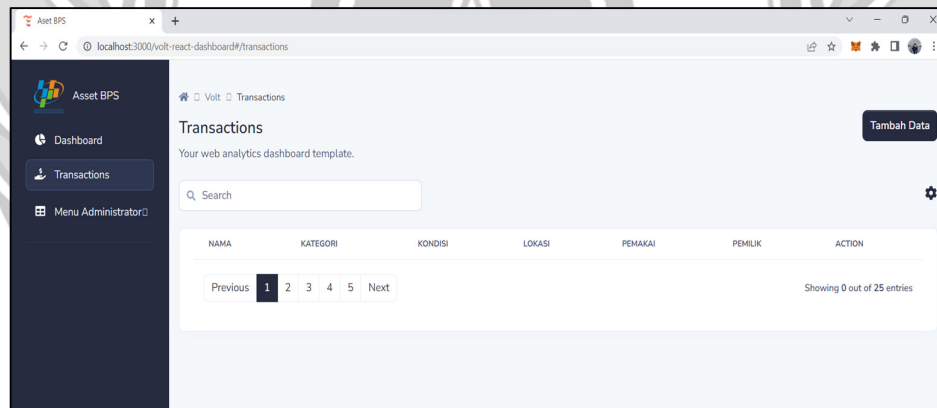 Aset BPS
localhost:3000/volt-react-dashboard#/transactions
Asset BPS
Volt Transactions
Transactions
Tambah Data
Dashboard
Your web analytics dashboard template.
Transactions
Search
Menu Administrator
NAMA KATEGORI KONDISI LOKASI PEMAKAI PEMILIK ACTION
Previous 1 2 3 4 5 Next
Showing 0 out of 25 entries